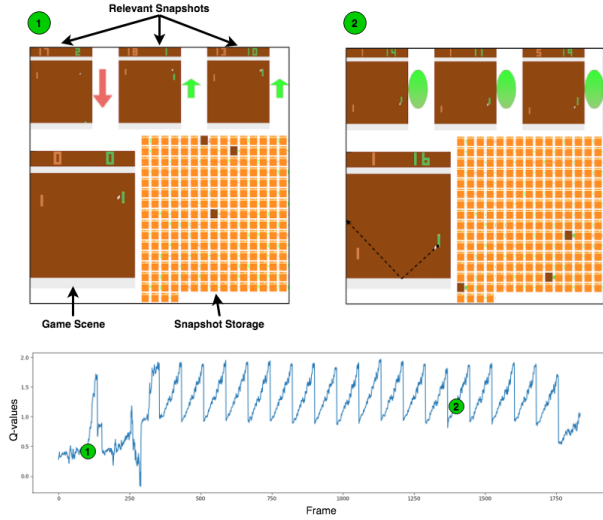 Relevant Snapshots
1
2
17 2
18 1
13 10
1 14
1 11
5 19
0 0
1 16
Game Scene
Snapshot Storage
2.0
1.5
1.0
0.5
0.0
Q-values
1
2
0 250 500 750 1000 1250 1500 1750
Frame